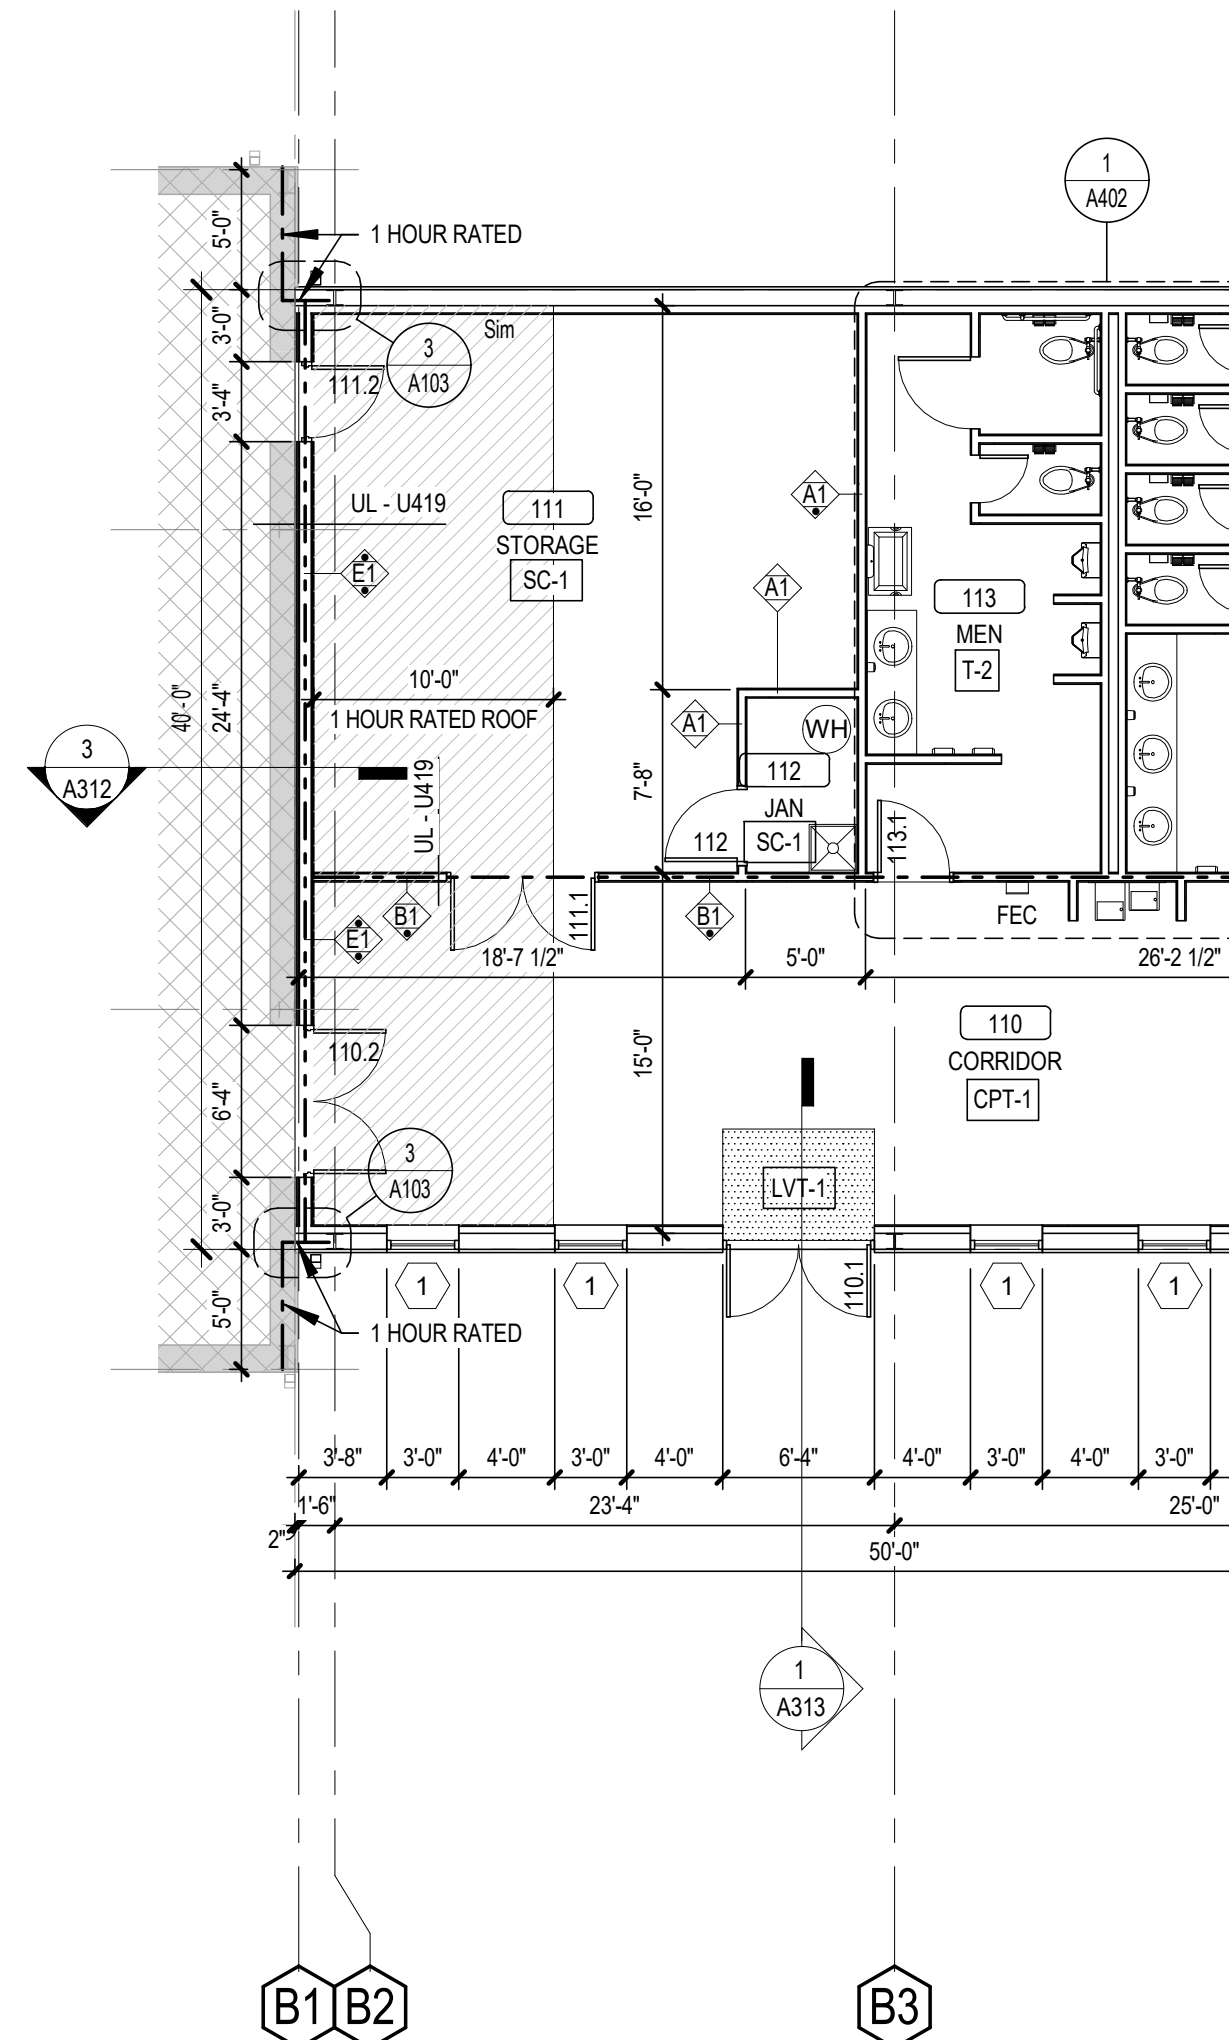 1
A402
5'-0"
1 HOUR RATED
3'-0"
Sim
3
A103
111.2
3'-4"
UL - U419
111
STORAGE
SC-1
16'-0"
A1
E1
A1
113
MEN
T-2
10'-0"
1 HOUR RATED ROOF
40'-0"
24'-4"
A1
WH
3
A312
UL - U419
7'-8"
112
JAN
SC-1
112
113.1
B1
111.1
B1
FEC
E1
18'-7 1/2"
5'-0"
26'-2 1/2"
110
CORRIDOR
CPT-1
110.2
15'-0"
6'-4"
3
A103
LVT-1
3'-0"
1
1
110.1
1
1
5'-0"
1 HOUR RATED
3'-8"
3'-0"
4'-0"
3'-0"
4'-0"
6'-4"
4'-0"
3'-0"
4'-0"
3'-0"
1'-6"
23'-4"
25'-0"
2"
50'-0"
1
A313
B1
B2
B3